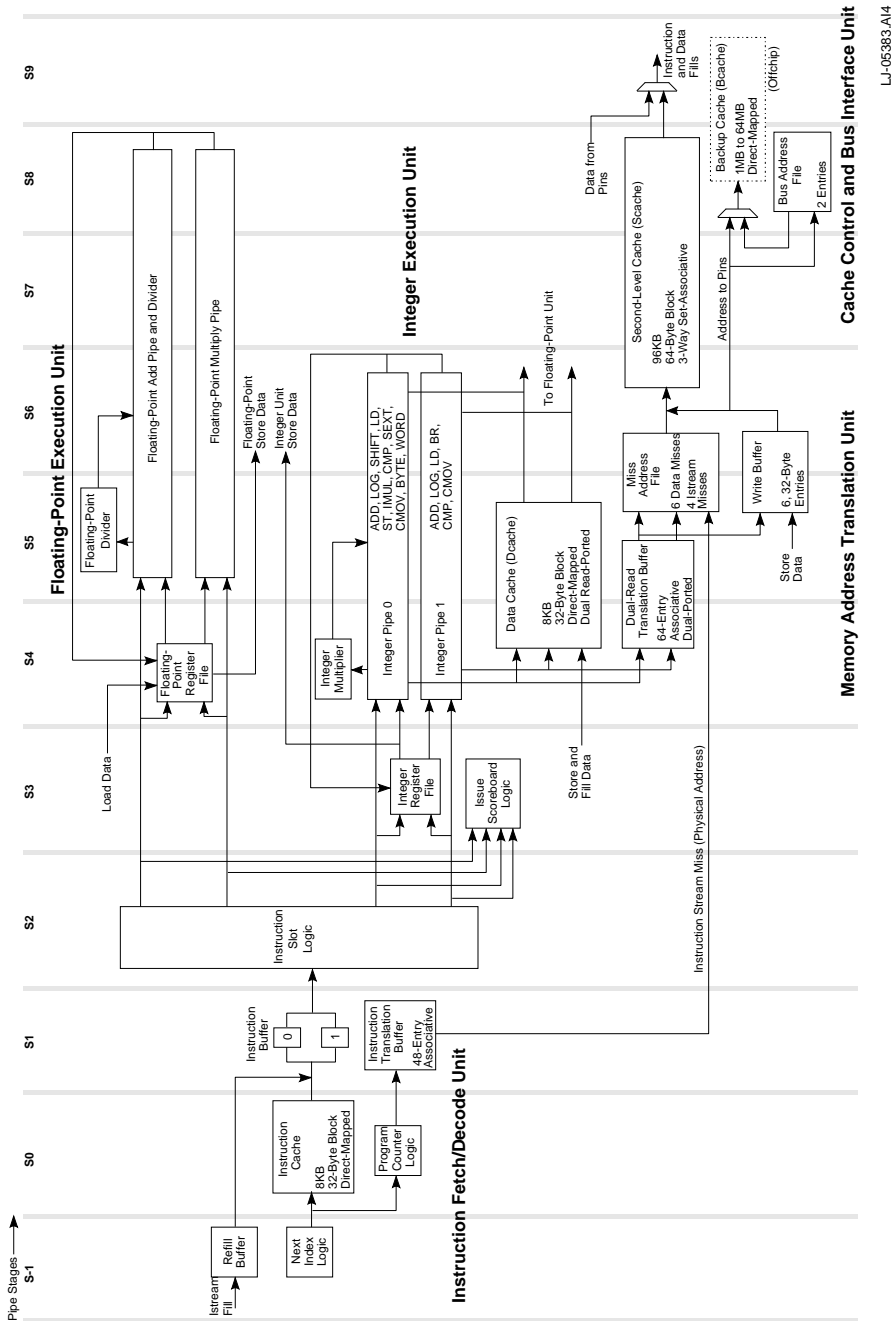 Pipe Stages
S-1
S0
S1
S2
S3
S4
S5
S6
S7
S8
S9
Floating-Point Execution Unit
Floating-Point
Divider
Floating-Point Add Pipe and Divider
Floating-Point Multiply Pipe
Load Data
Floating-
Point
Register
File
Floating-Point
Store Data
Integer Unit
Store Data
Istream
Fill
Refill
Buffer
Next
Index
Logic
Instruction
Cache
8KB
32-Byte Block
Direct-Mapped
Program
Counter
Logic
Instruction
Buffer
0
1
Instruction
Translation
Buffer
48-Entry
Associative
Instruction Fetch/Decode Unit
Instruction
Slot
Logic
Integer
Register
File
Issue
Scoreboard
Logic
Integer
Multiplier
Integer Pipe 0
ADD, LOG, SHIFT, LD,
ST, IMUL, CMP, SEXT,
CMOV, BYTE, WORD
Integer Pipe 1
ADD, LOG, LD, BR,
CMP, CMOV
Integer Execution Unit
Store and
Fill Data
Data Cache (Dcache)
8KB
32-Byte Block
Direct-Mapped
Dual Read-Ported
To Floating-Point Unit
Dual-Read
Translation Buffer
64-Entry
Associative
Dual-Ported
Miss
Address
File
6 Data Misses
4 Istream
Misses
Store
Data
Write Buffer
6, 32-Byte
Entries
Instruction Stream Miss (Physical Address)
Memory Address Translation Unit
Second-Level Cache (Scache)
96KB
64-Byte Block
3-Way Set-Associative
Data from
Pins
Instruction
and Data
Fills
Address to Pins
Backup Cache (Bcache)
1MB to 64MB
Direct-Mapped
(Offchip)
Bus Address
File
2 Entries
Cache Control and Bus Interface Unit
LJ-05383.AI4